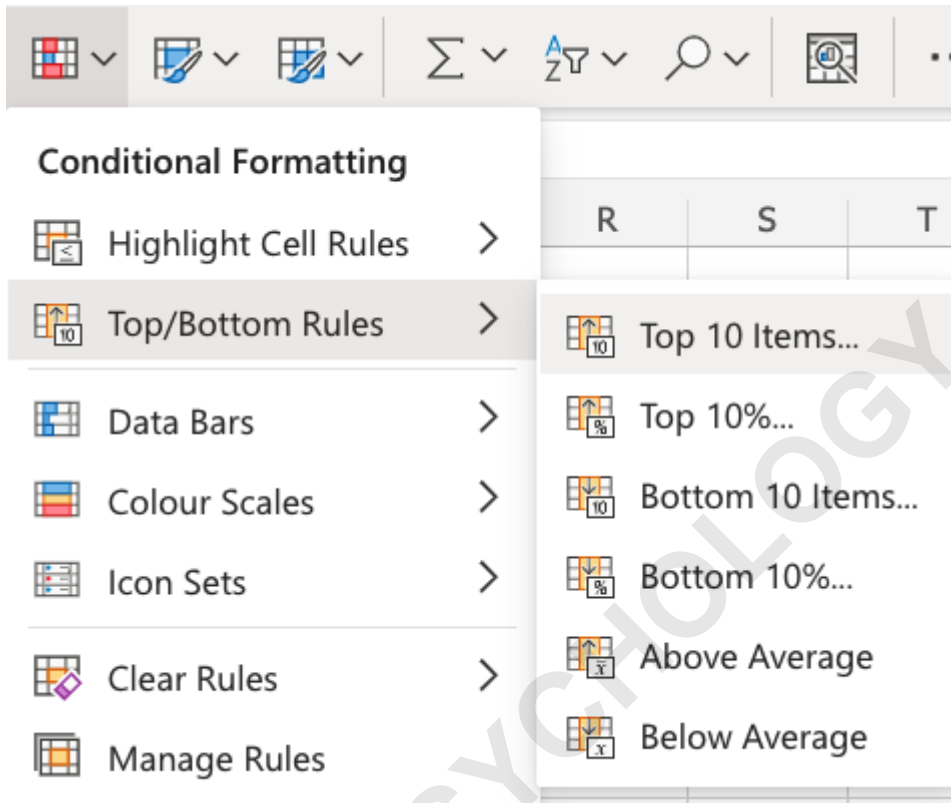 Conditional Formatting
Highlight Cell Rules
Top/Bottom Rules
Data Bars
Colour Scales
Icon Sets
Clear Rules
Manage Rules
R S T
Top 10 Items...
Top 10%...
Bottom 10 Items...
Bottom 10%...
Above Average
Below Average